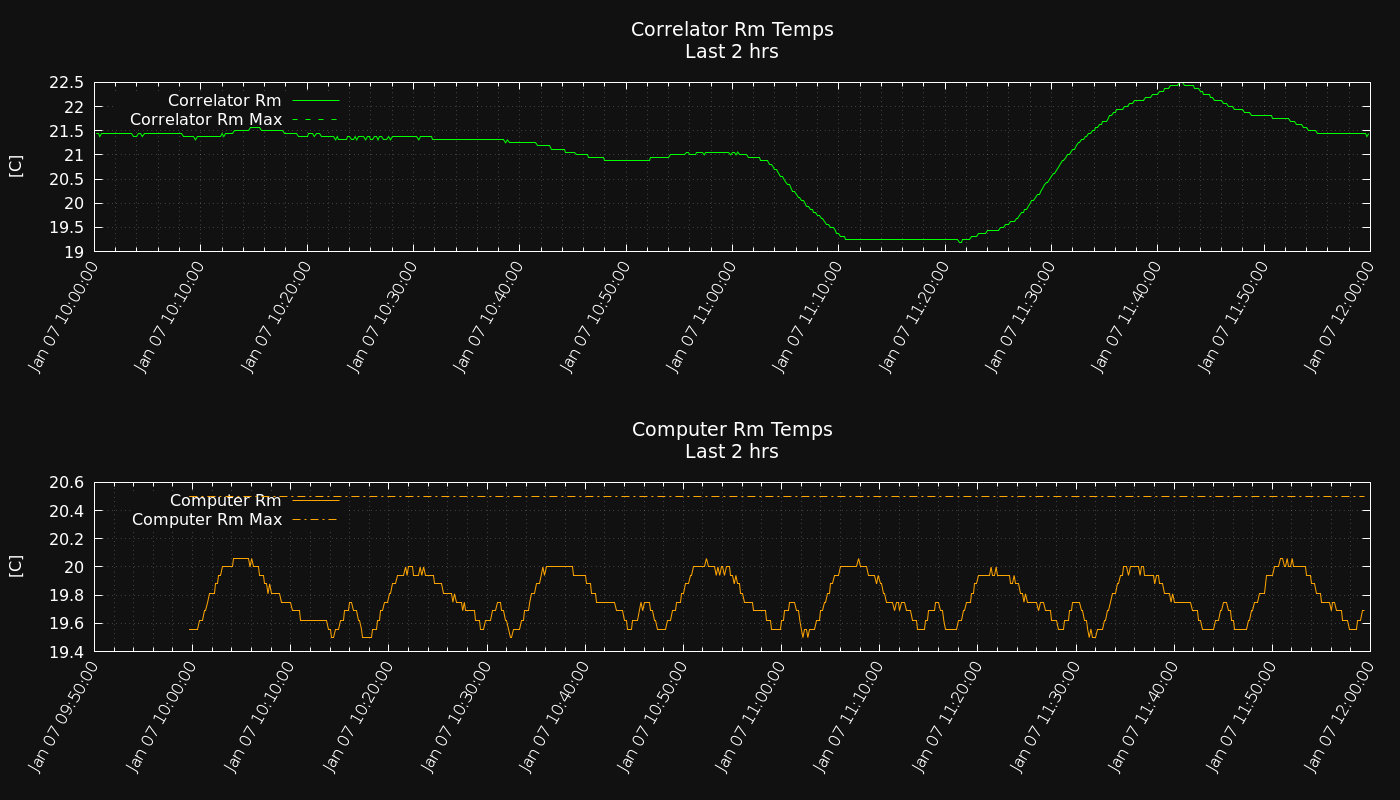 Correlator Rm Temps
Last 2 hrs
22.5
22
21.5
21
20.5
20
19.5
19
[C]
Correlator Rm
Correlator Rm Max
Jan 07 10:00:00
Jan 07 10:10:00
Jan 07 10:20:00
Jan 07 10:30:00
Jan 07 10:40:00
Jan 07 10:50:00
Jan 07 11:00:00
Jan 07 11:10:00
Jan 07 11:20:00
Jan 07 11:30:00
Jan 07 11:40:00
Jan 07 11:50:00
Jan 07 12:00:00
Computer Rm Temps
Last 2 hrs
20.6
20.4
20.2
20
19.8
19.6
19.4
[C]
Computer Rm
Computer Rm Max
Jan 07 09:50:00
Jan 07 10:00:00
Jan 07 10:10:00
Jan 07 10:20:00
Jan 07 10:30:00
Jan 07 10:40:00
Jan 07 10:50:00
Jan 07 11:00:00
Jan 07 11:10:00
Jan 07 11:20:00
Jan 07 11:30:00
Jan 07 11:40:00
Jan 07 11:50:00
Jan 07 12:00:00